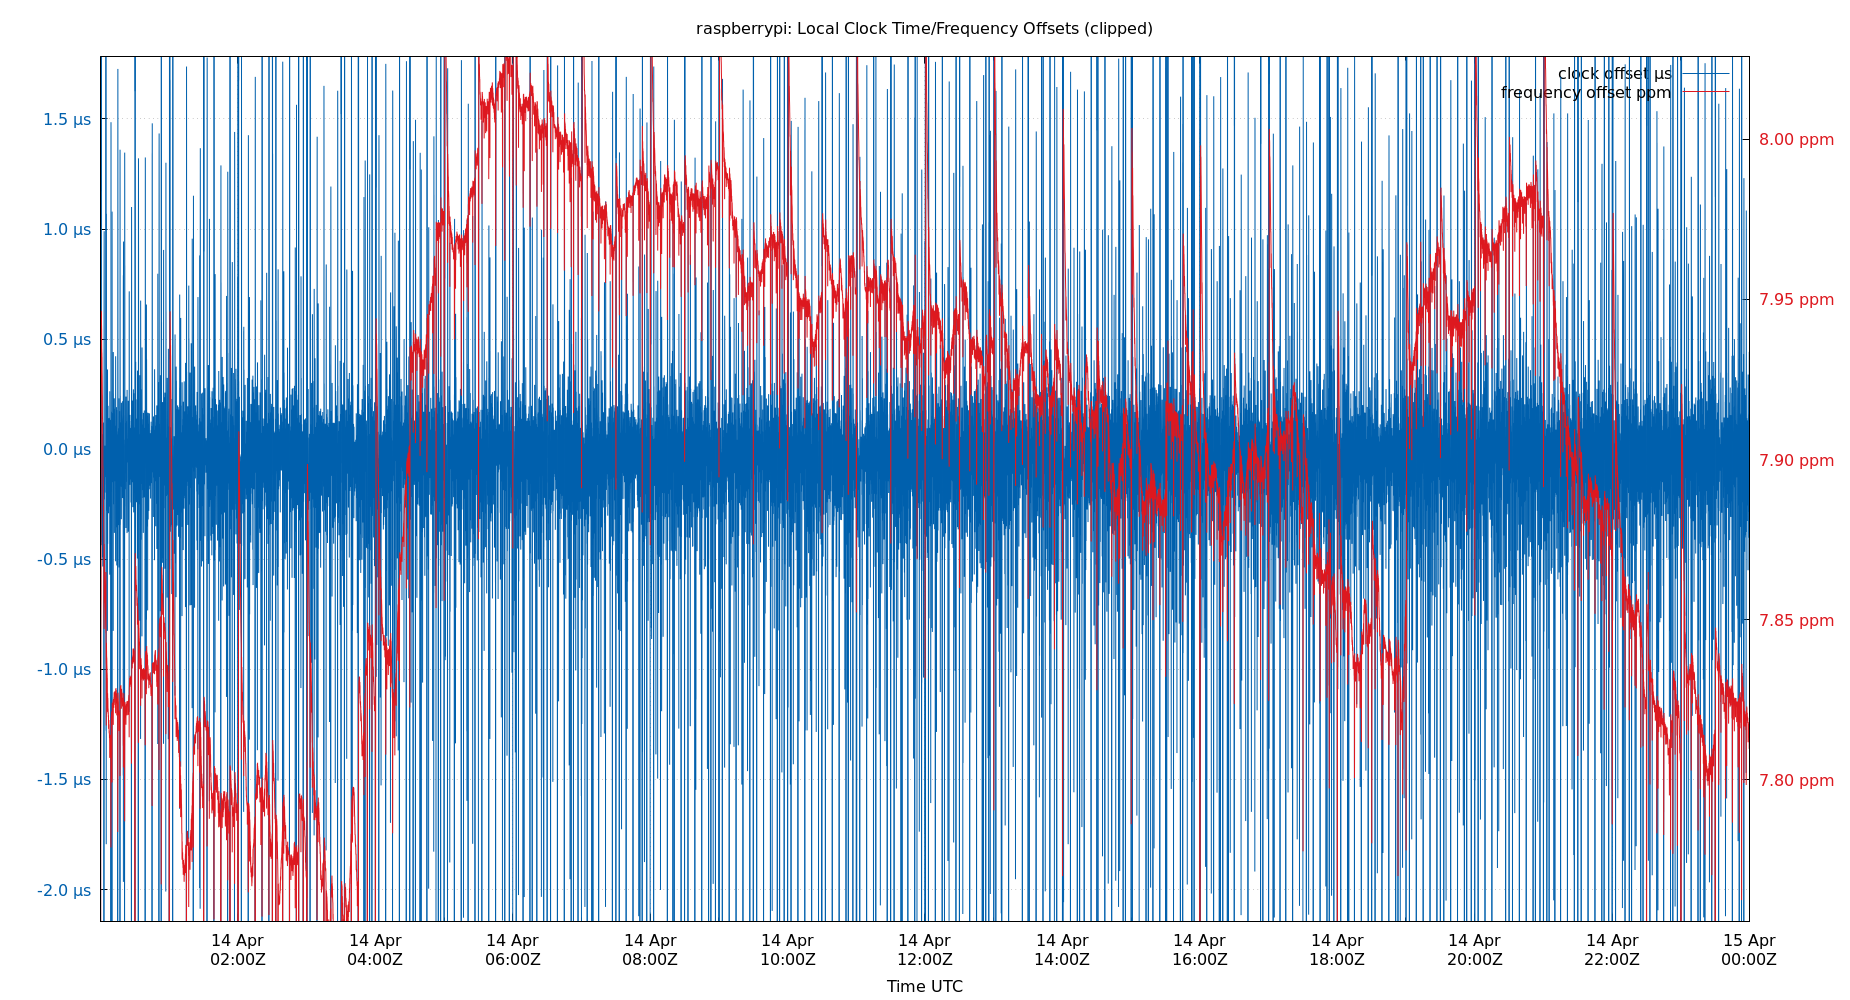 raspberrypi: Local Clock Time/Frequency Offsets (clipped)
clock offset µs
frequency offset ppm
1.5 µs
1.0 µs
0.5 µs
0.0 µs
-0.5 µs
-1.0 µs
-1.5 µs
-2.0 µs
8.00 ppm
7.95 ppm
7.90 ppm
7.85 ppm
7.80 ppm
14 Apr 14 Apr 14 Apr 14 Apr 14 Apr 14 Apr 14 Apr 14 Apr 14 Apr 14 Apr 14 Apr 15 Apr
02:00Z 04:00Z 06:00Z 08:00Z 10:00Z 12:00Z 14:00Z 16:00Z 18:00Z 20:00Z 22:00Z 00:00Z
Time UTC